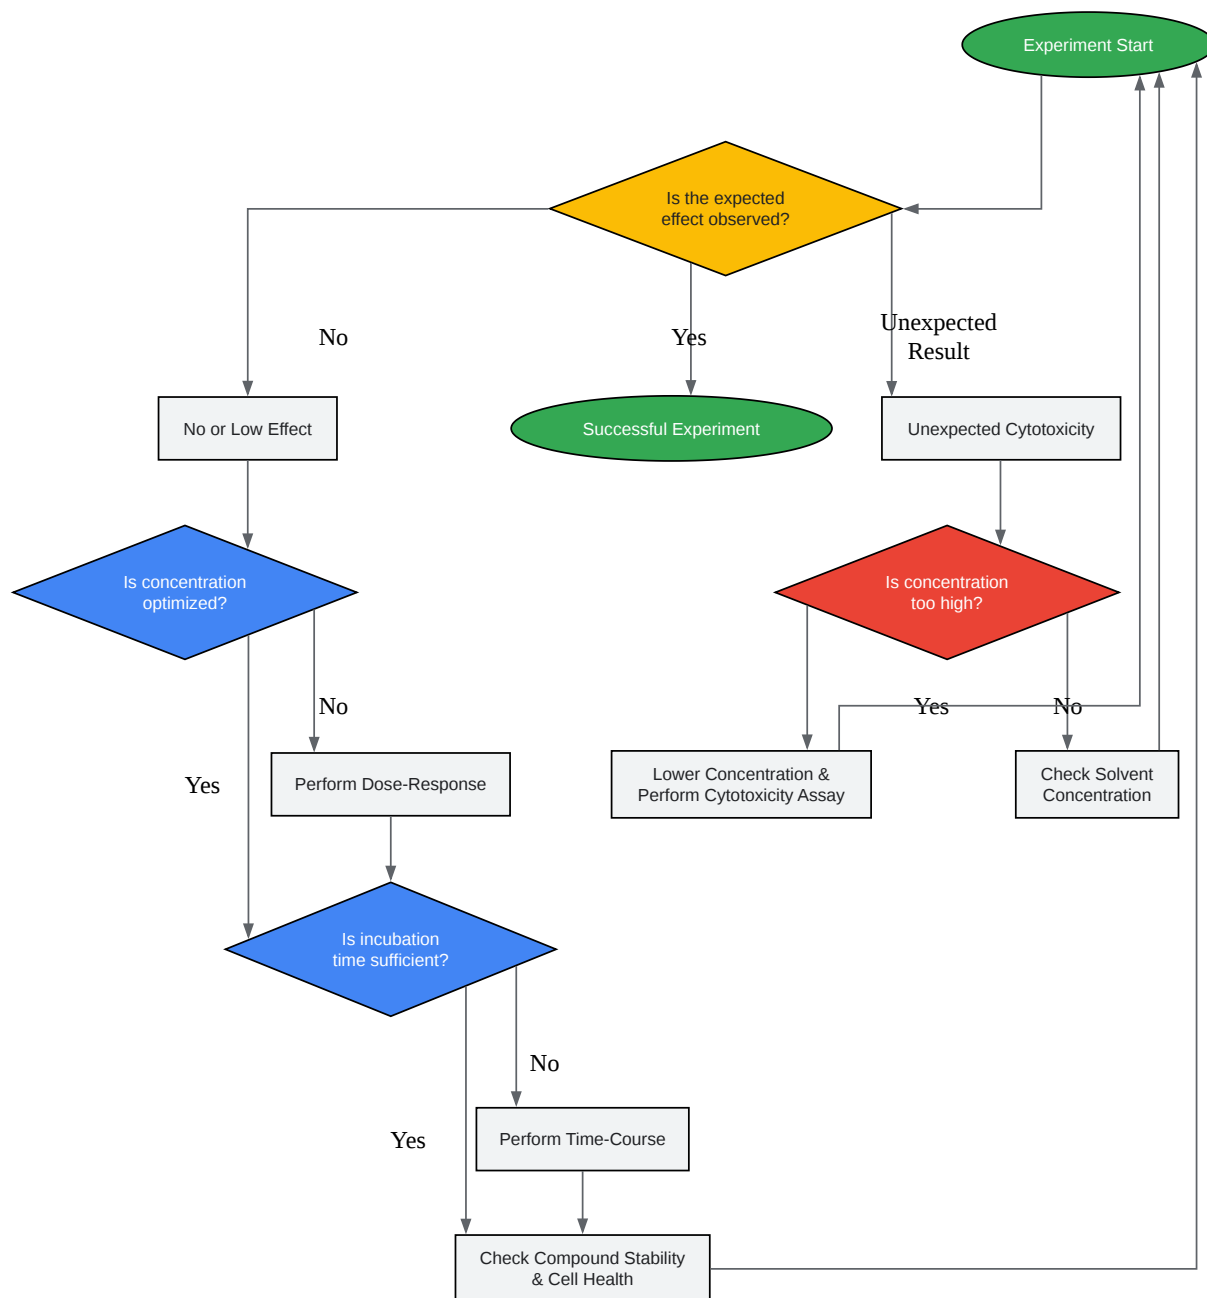 Experiment Start
Is the expected
effect observed?
No
Yes
Unexpected
Result
No or Low Effect
Successful Experiment
Unexpected Cytotoxicity
Is concentration
optimized?
Is concentration
too high?
No
Yes
No
Yes
Perform Dose-Response
Lower Concentration &
Perform Cytotoxicity Assay
Check Solvent
Concentration
Is incubation
time sufficient?
No
Yes
Perform Time-Course
Check Compound Stability
& Cell Health